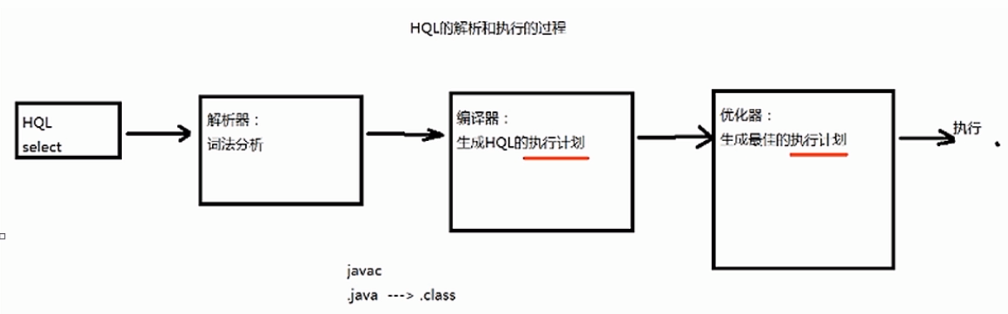 HQL的解析和执行的过程
HQL
select
解析器：
词法分析
编译器：
生成HQL的执行计划
优化器：
生成最佳的执行计划
执行
javac
.java ---> .class